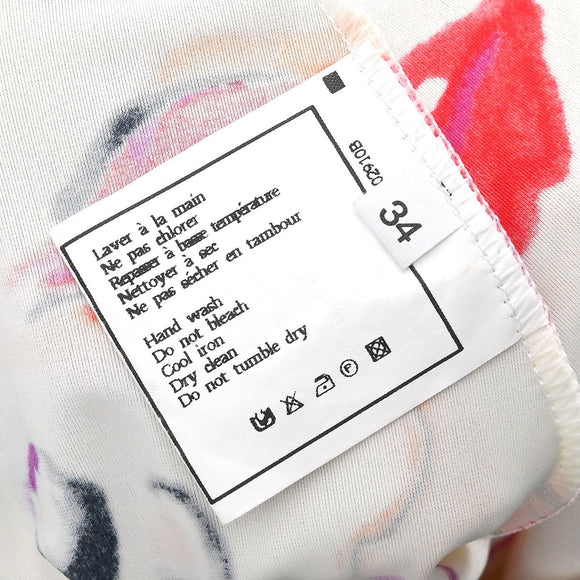 Laver à la main
Ne pas chlorer
Repasser à basse température
Nettoyer à sec
Ne pas sécher en tambour
Hand wash
Do not bleach
Cool iron
Dry clean
Do not tumble dry
P
02910B
34